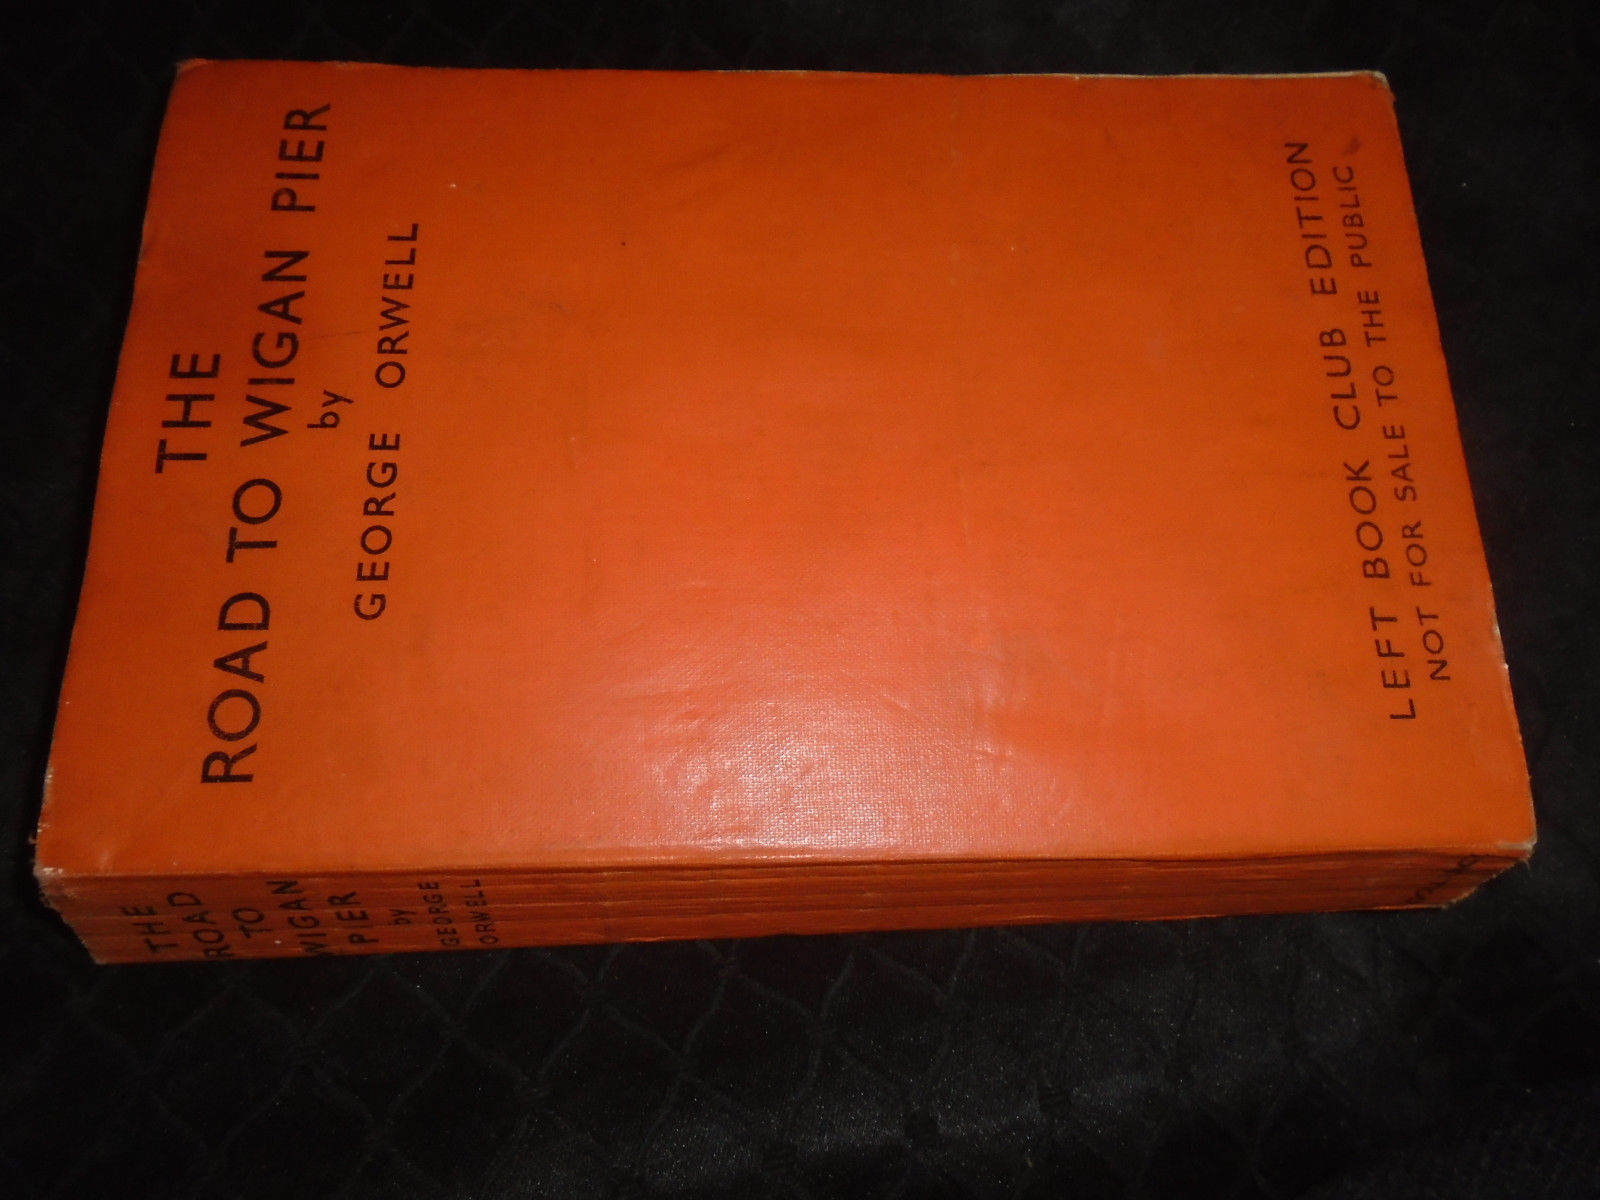 THE
ROAD TO WIGAN PIER
by
GEORGE ORWELL
LEFT BOOK CLUB EDITION
NOT FOR SALE TO THE PUBLIC
THE
ROAD
TO
WIGAN
PIER
by
GEORGE
ORWELL